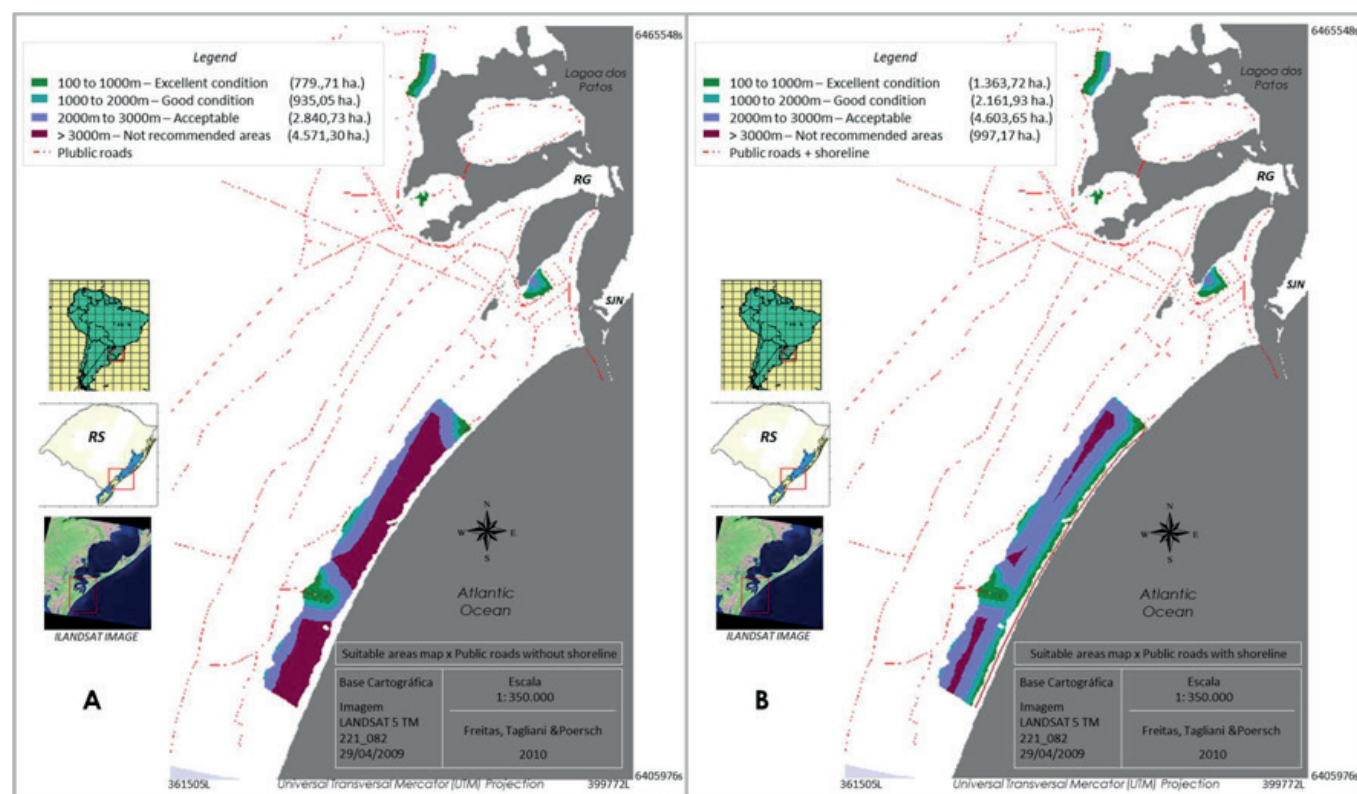 6465548s
Legend
Lagoa dos
Patos
100 to 1000m – Excellent condition (779.,71 ha.)
1000 to 2000m – Good condition (935,05 ha.)
2000m to 3000m – Acceptable (2.840,73 ha.)
> 3000m – Not recommended areas (4.571,30 ha.)
Plublic roads
RG
SJN
RS
N
W E
S
Atlantic
Ocean
ILANDSAT IMAGE
Suitable areas map x Public roads without shoreline
A
Base Cartográfica
Imagem
LANDSAT 5 TM
221_082
29/04/2009
Escala
1: 350.000
Freitas, Tagliani &Poersch
2010
6405976s
361505L
Universal Transversal Mercator (UTM) Projection
399772L
6465548s
Legend
Lagoa dos
Patos
100 to 1000m – Excellent condition (1.363,72 ha.)
1000 to 2000m – Good condition (2.161,93 ha.)
2000m to 3000m – Acceptable (4.603,65 ha.)
> 3000m – Not recommended areas (997,17 ha.)
Public roads + shoreline
RG
SJN
RS
N
W E
S
Atlantic
Ocean
ILANDSAT IMAGE
Suitable areas map x Public roads with shoreline
B
Base Cartográfica
Imagem
LANDSAT 5 TM
221_082
29/04/2009
Escala
1: 350.000
Freitas, Tagliani &Poersch
2010
6405976s
361505L
Universal Transversal Mercator (UTM) Projection
399772L